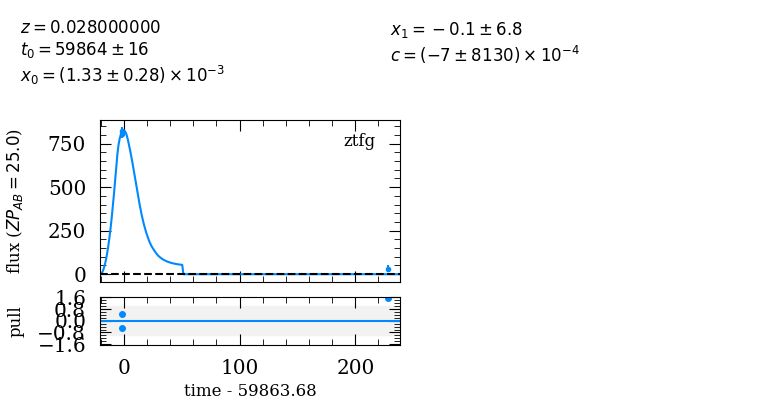 z = 0.028000000
t₀ = 59864 ± 16
x₀ = (1.33 ± 0.28) × 10⁻³
x₁ = − 0.1 ± 6.8
c = (−7 ± 8130) × 10⁻⁴
ztfg
flux (ZP_AB = 25.0)
750
500
250
0
pull
1.6
0.8
0.0
−0.8
−1.6
0 100 200
time - 59863.68